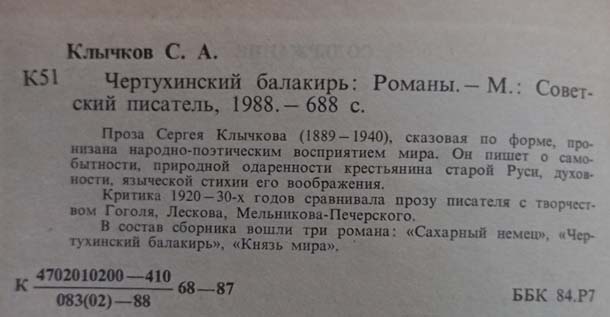 Клычков С. А.
К51 Чертухинский балакирь: Романы.— М.: Совет-
ский писатель, 1988.— 688 с.
Проза Сергея Клычкова (1889—1940), сказовая по форме, про-
низана народно-поэтическим восприятием мира. Он пишет о само-
бытности, природной одаренности крестьянина старой Руси, духов-
ности, языческой стихии его воображения.
Критика 1920—30-х годов сравнивала прозу писателя с творчест-
вом Гоголя, Лескова, Мельникова-Печерского.
В состав сборника вошли три романа: «Сахарный немец», «Чер-
тухинский балакирь», «Князь мира».
К 4702010200—410 68—87
083(02)—88
ББК 84.Р7